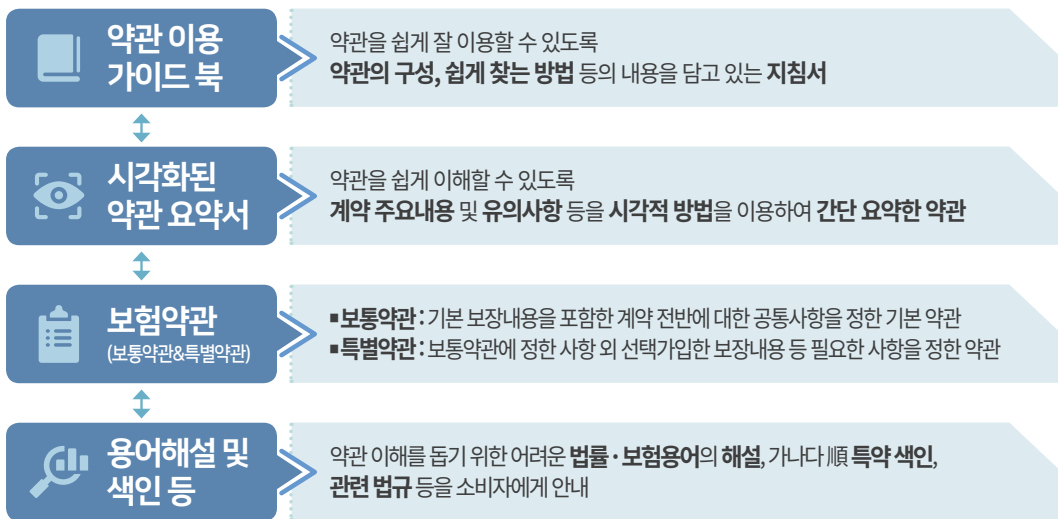 약관 이용
가이드 북
약관을 쉽게 잘 이용할 수 있도록
약관의 구성, 쉽게 찾는 방법 등의 내용을 담고 있는 지침서
시각화된
약관 요약서
약관을 쉽게 이해할 수 있도록
계약 주요내용 및 유의사항 등을 시각적 방법을 이용하여 간단 요약한 약관
보험약관
(보통약관&특별약관)
▪보통약관 : 기본 보장내용을 포함한 계약 전반에 대한 공통사항을 정한 기본 약관
▪특별약관 : 보통약관에 정한 사항 외 선택가입한 보장내용 등 필요한 사항을 정한 약관
용어해설 및
색인 등
약관 이해를 돕기 위한 어려운 법률·보험용어의 해설, 가나다順 특약 색인,
관련 법규 등을 소비자에게 안내